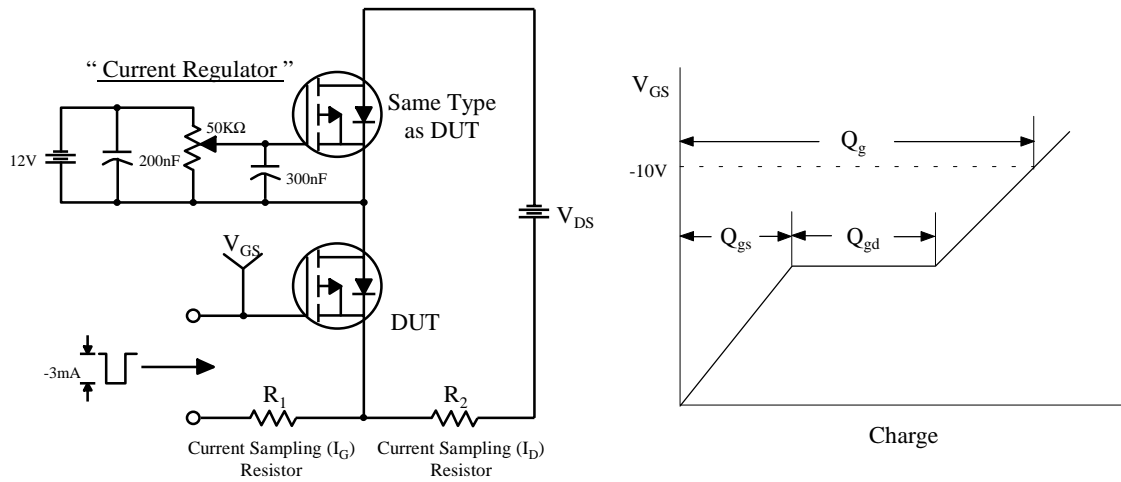 “ Current Regulator ”
12V
200nF
50KΩ
300nF
Same Type
as DUT
V_DS
V_GS
DUT
-3mA
R_1
R_2
Current Sampling (I_G)
Resistor
Current Sampling (I_D)
Resistor
V_GS
-10V
Q_g
Q_gs
Q_gd
Charge